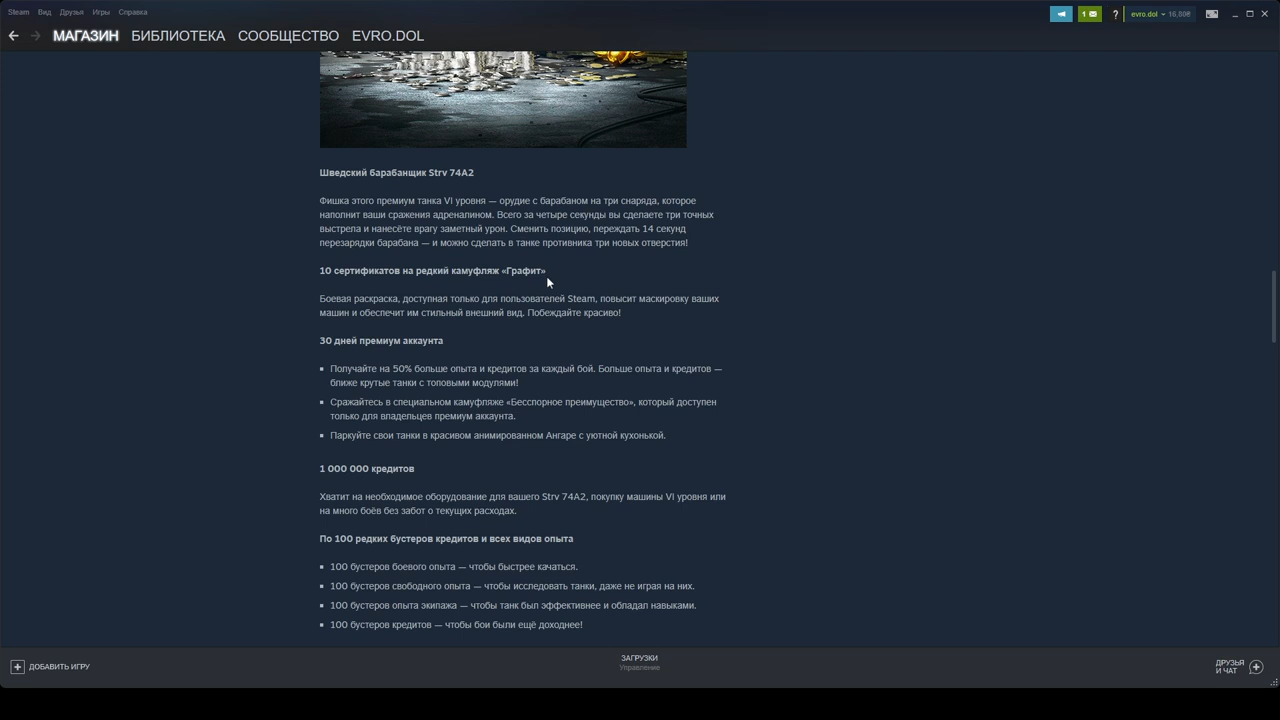 Steam Вид Друзья Игры Справка
1
?
evro.dol 16,80₴
МАГАЗИН БИБЛИОТЕКА СООБЩЕСТВО EVRO.DOL
Шведский барабанщик Strv 74A2
Фишка этого премиум танка VI уровня — орудие с барабаном на три снаряда, которое
наполнит ваши сражения адреналином. Всего за четыре секунды вы сделаете три точных
выстрела и нанесёте врагу заметный урон. Сменить позицию, переждать 14 секунд
перезарядки барабана — и можно сделать в танке противника три новых отверстия!
10 сертификатов на редкий камуфляж «Графит»
Боевая раскраска, доступная только для пользователей Steam, повысит маскировку ваших
машин и обеспечит им стильный внешний вид. Побеждайте красиво!
30 дней премиум аккаунта
Получайте на 50% больше опыта и кредитов за каждый бой. Больше опыта и кредитов —
ближе крутые танки с топовыми модулями!
Сражайтесь в специальном камуфляже «Бесспорное преимущество», который доступен
только для владельцев премиум аккаунта.
Паркуйте свои танки в красивом анимированном Ангаре с уютной кухонькой.
1 000 000 кредитов
Хватит на необходимое оборудование для вашего Strv 74A2, покупку машины VI уровня или
на много боёв без забот о текущих расходах.
По 100 редких бустеров кредитов и всех видов опыта
100 бустеров боевого опыта — чтобы быстрее качаться.
100 бустеров свободного опыта — чтобы исследовать танки, даже не играя на них.
100 бустеров опыта экипажа — чтобы танк был эффективнее и обладал навыками.
100 бустеров кредитов — чтобы бои были ещё доходнее!
ДОБАВИТЬ ИГРУ
ЗАГРУЗКИ
Управление
ДРУЗЬЯ
И ЧАТ